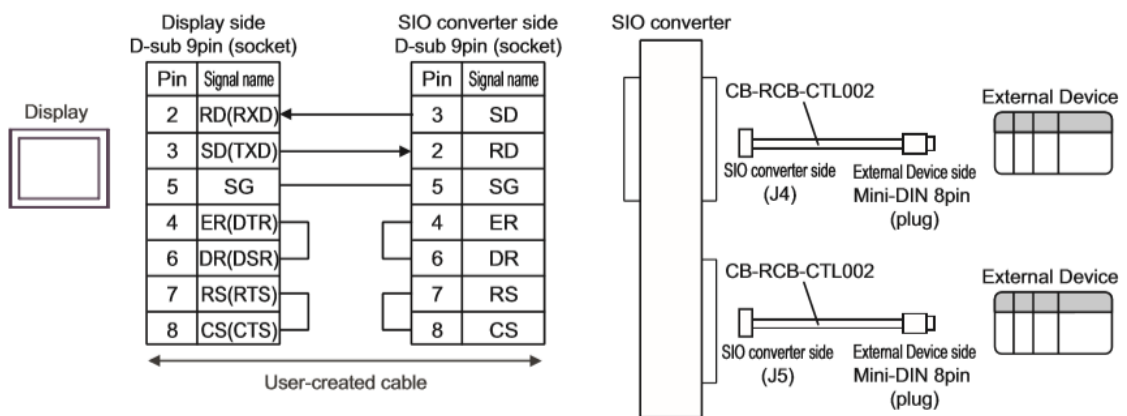 Display side
D-sub 9pin (socket)
SIO converter side
D-sub 9pin (socket)
Display
Pin Signal name
2 RD(RXD)
3 SD(TXD)
5 SG
4 ER(DTR)
6 DR(DSR)
7 RS(RTS)
8 CS(CTS)
Pin Signal name
3 SD
2 RD
5 SG
4 ER
6 DR
7 RS
8 CS
User-created cable
SIO converter
CB-RCB-CTL002
External Device
SIO converter side
(J4)
External Device side
Mini-DIN 8pin
(plug)
CB-RCB-CTL002
External Device
SIO converter side
(J5)
External Device side
Mini-DIN 8pin
(plug)